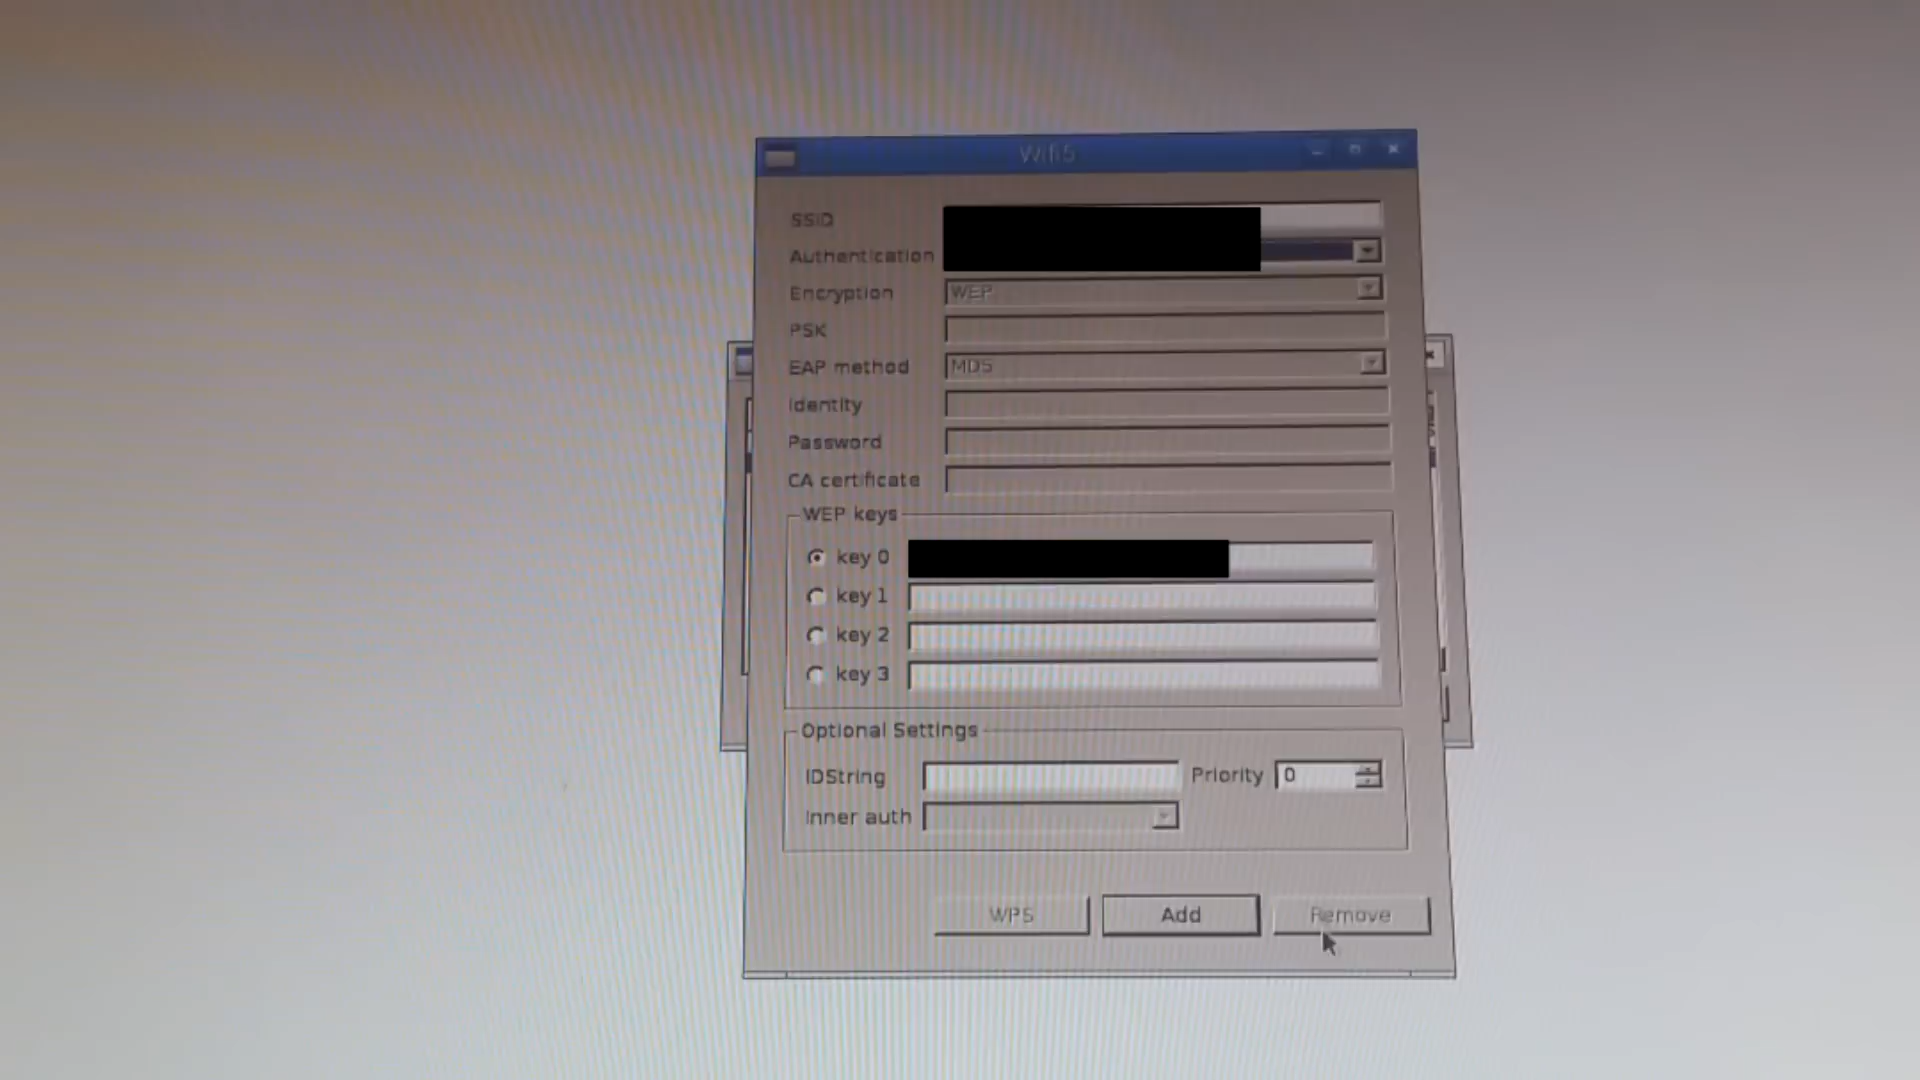 Wifi5
SSID
Authentication
Encryption WEP
PSK
EAP method MD5
Identity
Password
CA certificate
WEP keys
key 0
key 1
key 2
key 3
Optional Settings
IDString Priority 0
Inner auth
WPS Add Remove